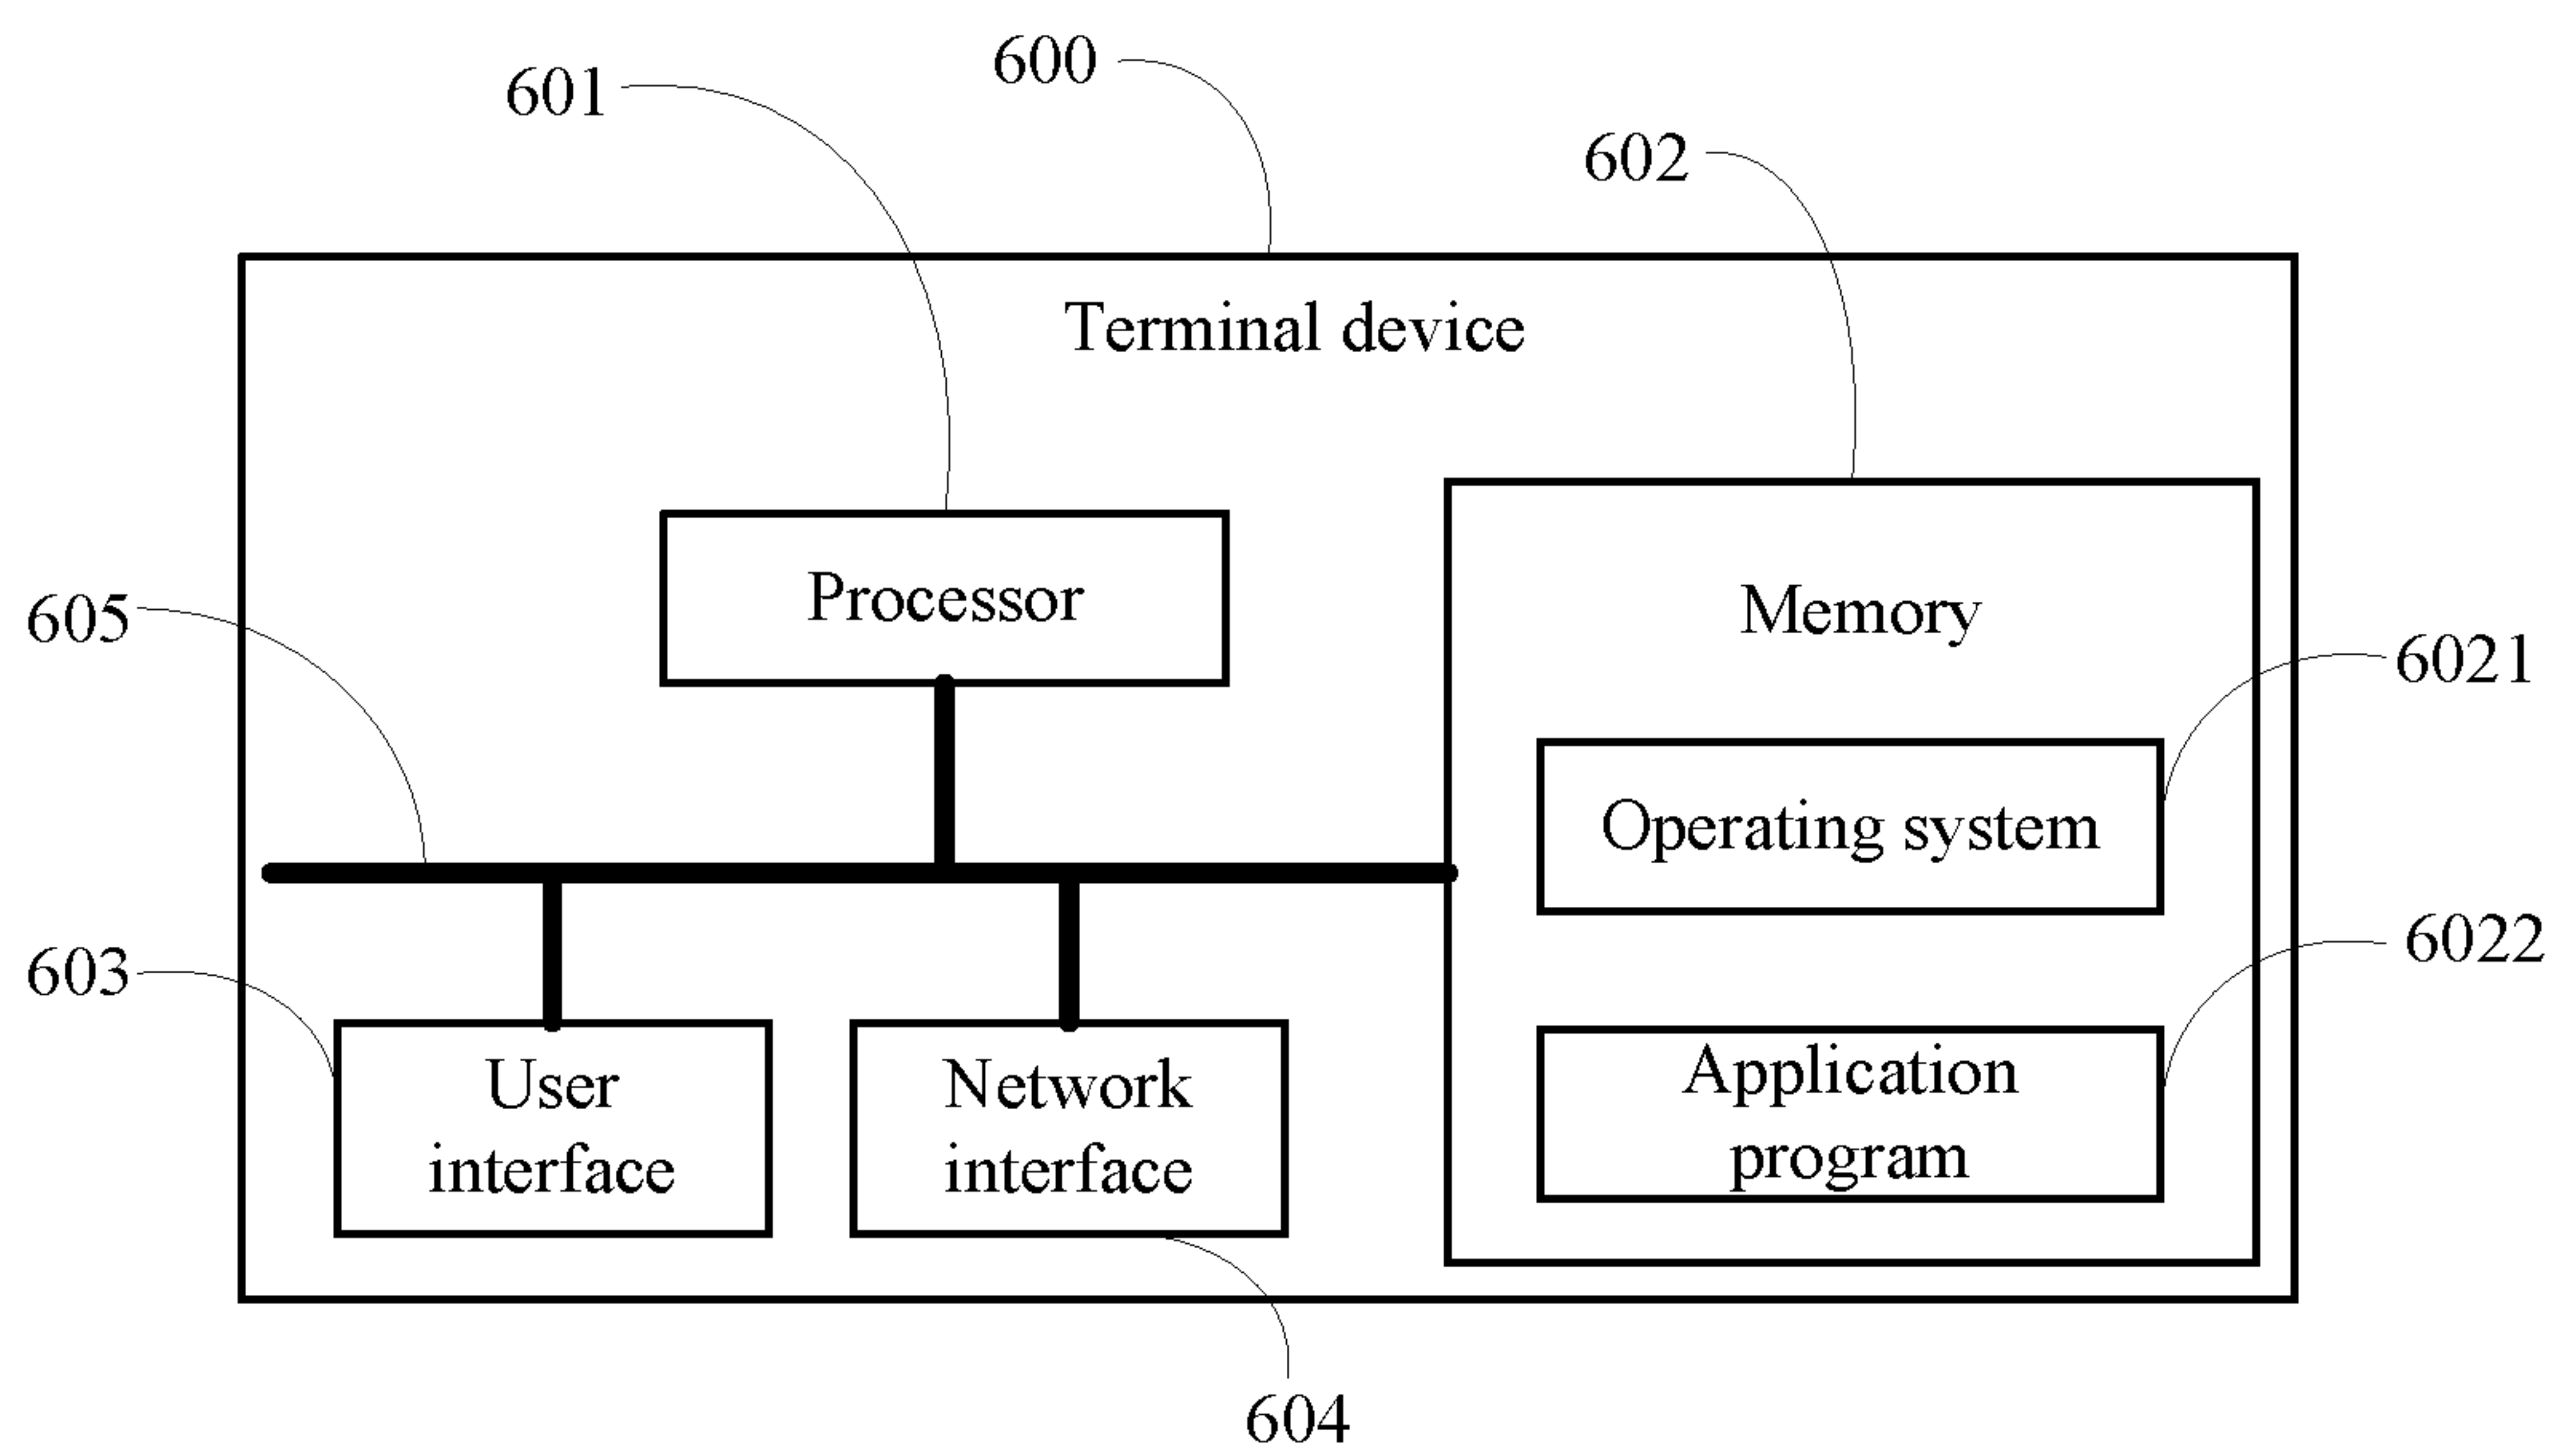 600
601
602
Terminal device
Processor
605
Memory
6021
Operating system
603
6022
User
interface
Network
interface
Application
program
604